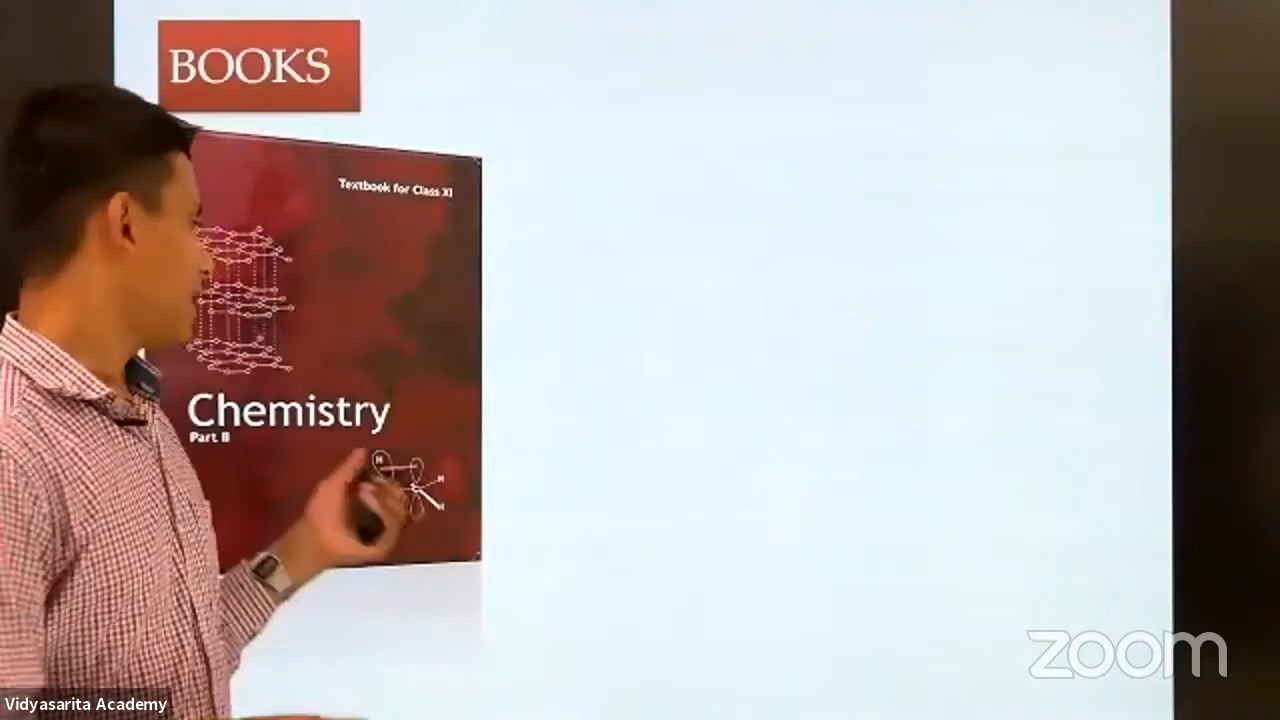 BOOKS
Textbook for Class XI
Chemistry
Part II
H
H
H
zoom
Vidyasarita Academy